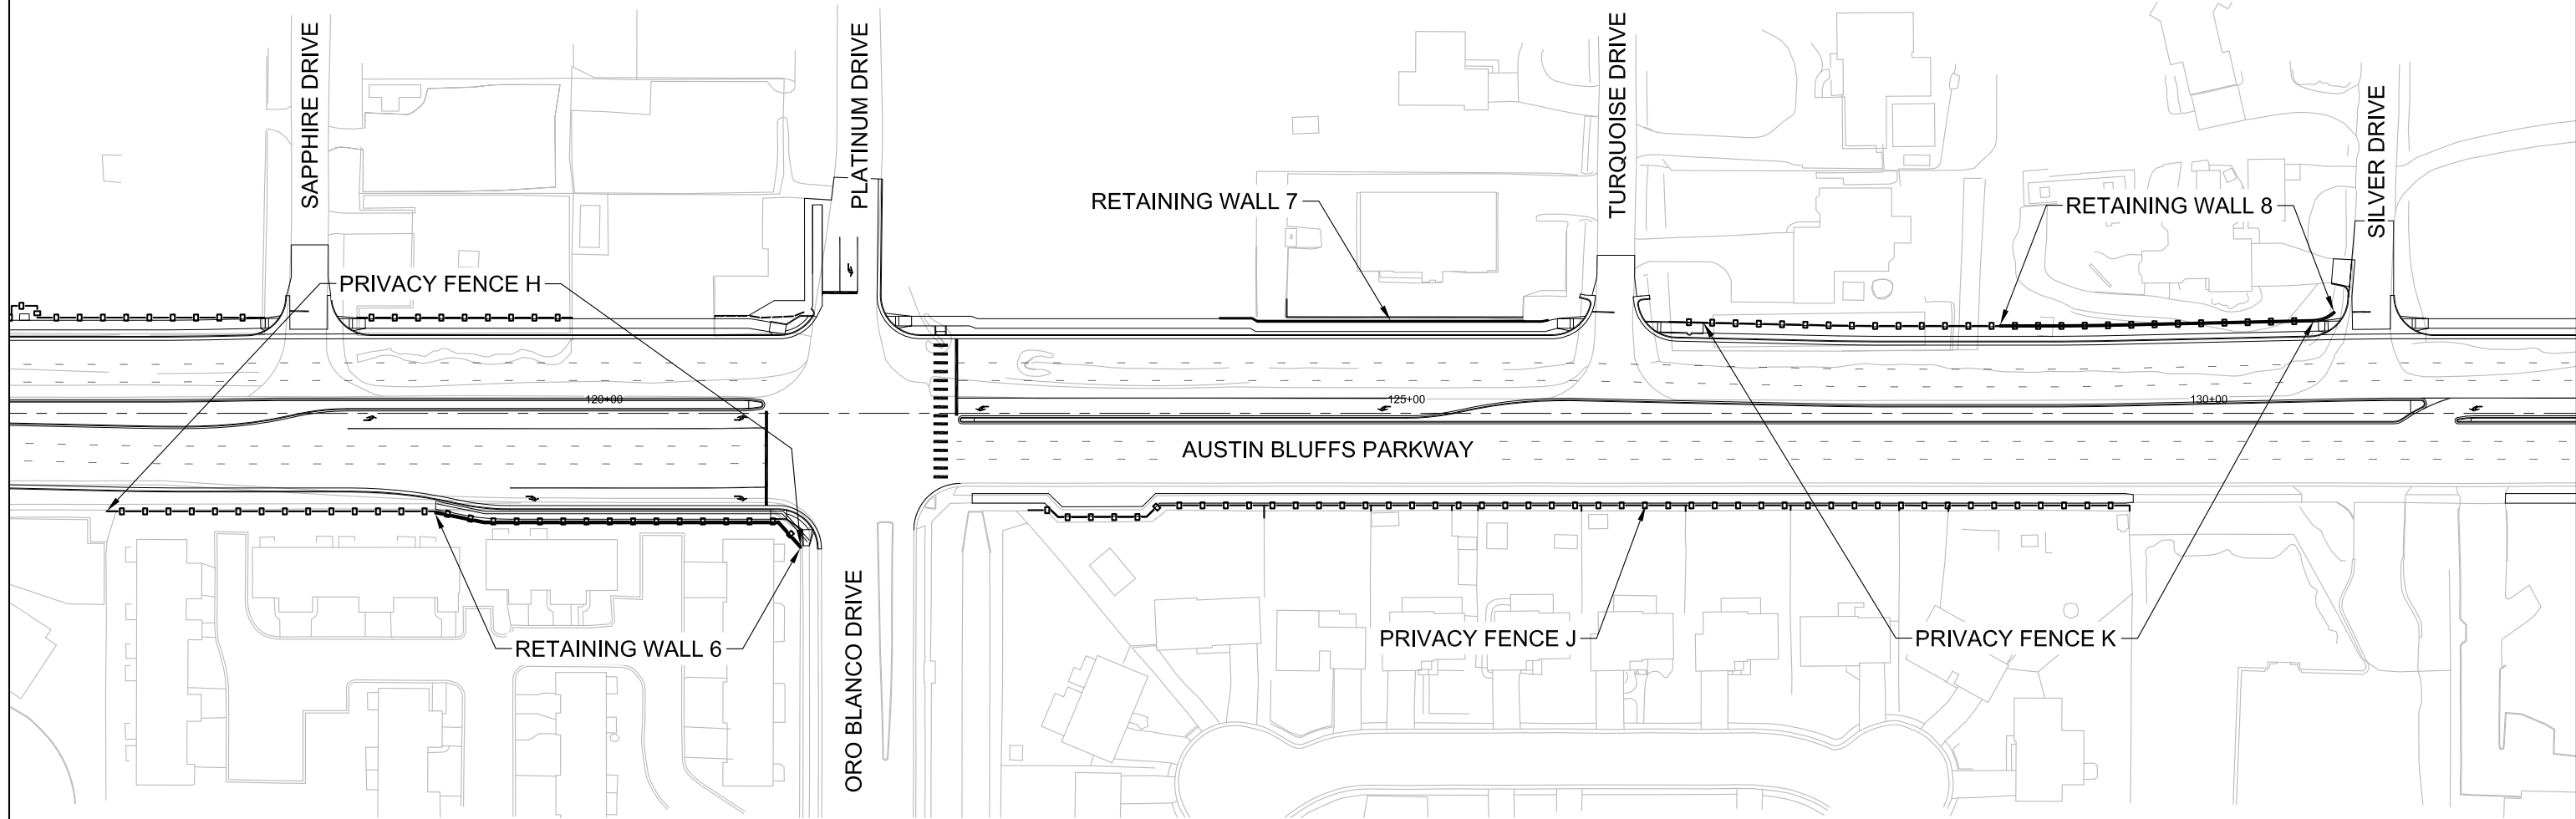 SAPPHIRE DRIVE
PLATINUM DRIVE
TURQUOISE DRIVE
SILVER DRIVE
RETAINING WALL 7
RETAINING WALL 8
PRIVACY FENCE H
120+00
125+00
130+00
AUSTIN BLUFFS PARKWAY
ORO BLANCO DRIVE
RETAINING WALL 6
PRIVACY FENCE J
PRIVACY FENCE K